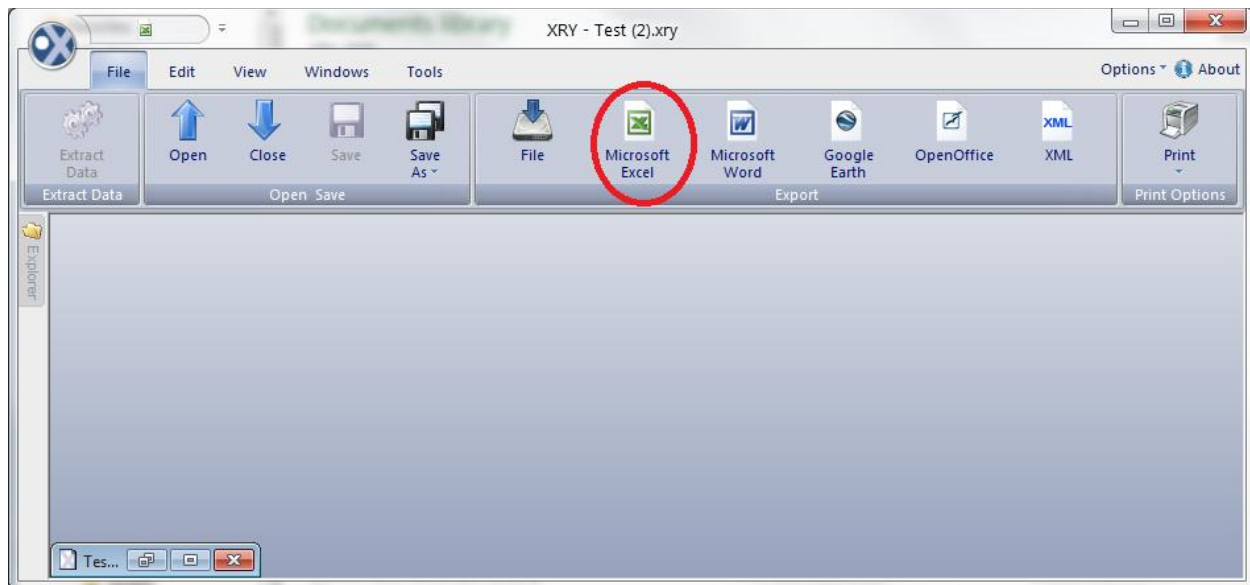 XRY - Test (2).xry
File Edit View Windows Tools
Options About
Extract Data
Open
Close
Save
Save As
File
Microsoft Excel
Microsoft Word
Google Earth
OpenOffice
XML
XML
Print
Extract Data
Open Save
Export
Print Options
Explorer
Tes...